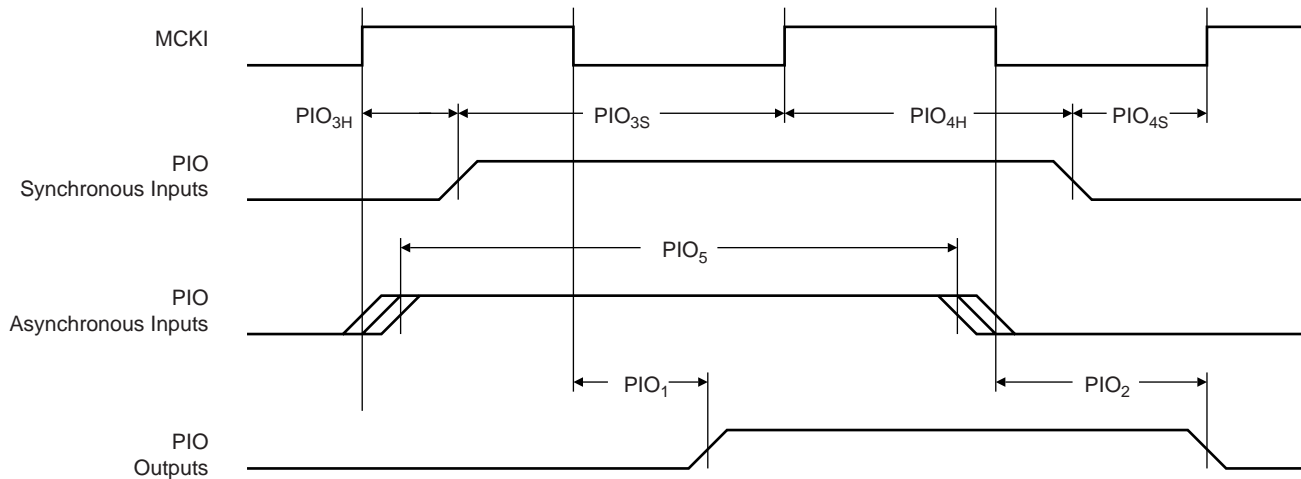 MCKI
PIO3H
PIO3S
PIO4H
PIO4S
PIO
Synchronous Inputs
PIO5
PIO
Asynchronous Inputs
PIO1
PIO2
PIO
Outputs